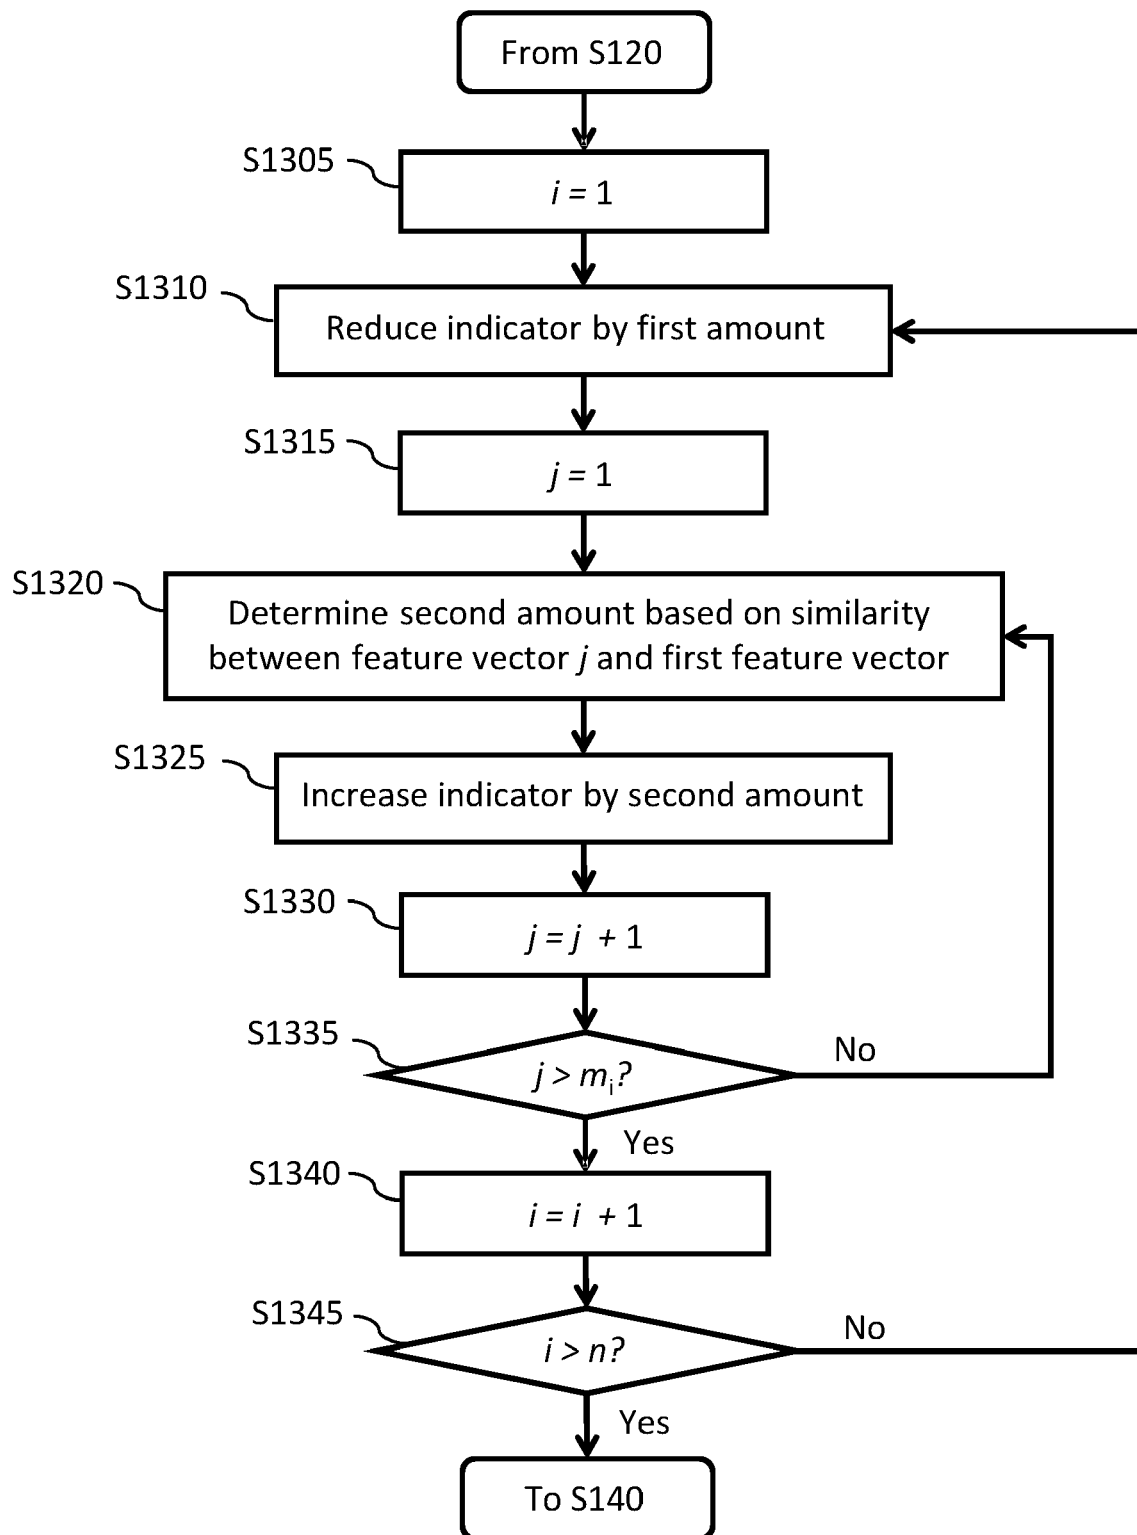 From S120
S1305
i = 1
S1310
Reduce indicator by first amount
S1315
j = 1
S1320
Determine second amount based on similarity
between feature vector j and first feature vector
S1325
Increase indicator by second amount
S1330
j = j + 1
S1335
j > mi?
No
Yes
S1340
i = i + 1
S1345
i > n?
No
Yes
To S140